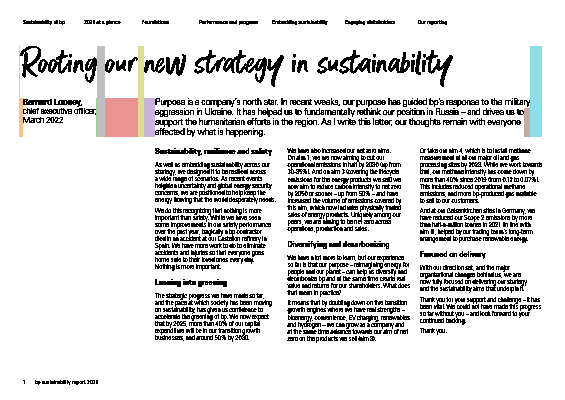 Sustainability at bp
2021 at a glance
Foundations
Performance and progress
Embedding sustainability
Engaging stakeholders
Our reporting
Rooting our new strategy in sustainability
Bernard Looney,
chief executive officer,
March 2022
Purpose is a company's north star. In recent weeks, our purpose has guided bp's response to the military
aggression in Ukraine. It has helped us to fundamentally rethink our position in Russia – and drives us to
support the humanitarian efforts in the region. As I write this letter, our thoughts remain with everyone
affected by what is happening.
Sustainability, resilience and safety
As well as embedding sustainability across our
strategy, we designed it to be resilient across
a wide range of scenarios. As recent events
heighten uncertainty and global energy security
concerns, we are positioned to help keep the
energy flowing that the world desperately needs.
We do this recognising that nothing is more
important than safety. While we have seen
some improvements in our safety performance
over the past year, tragically a bp contractor
died in an accident at our Castellon refinery in
Spain. We have more work to do to eliminate
accidents and injuries so that everyone goes
home safe to their loved ones, every day.
Nothing is more important.
Leaning into greening
The strategic progress we have made so far,
and the pace at which society has been moving
on sustainability, has given us confidence to
accelerate the greening of bp. We now expect
that by 2025, more than 40% of our capital
expenditure will be in our transition growth
businesses, and around 50% by 2030.
We have also increased our net zero aims.
On aim 1, we are now aiming to cut our
operational emissions in half by 2030 (up from
30-35%). And on aim 3 covering the lifecycle
emissions for the energy products we sell, we
now aim to reduce carbon intensity to net zero
by 2050 or sooner – up from 50% – and have
increased the volume of emissions covered by
this aim, which now includes physically traded
sales of energy products. Uniquely among our
peers, we are aiming to be net zero across
operations, production and sales.
Diversifying and decarbonizing
We have a lot more to learn, but our experience
so far is that our purpose – reimagining energy for
people and our planet – can help us diversify and
decarbonize bp and at the same time create real
value and returns for our shareholders. What does
that mean in practice?
It means that by doubling down on five transition
growth engines where we have real strengths –
bioenergy, convenience, EV charging, renewables
and hydrogen – we can grow as a company and
at the same time advance towards our aim of net
zero on the products we sell (aim 3).
Or take our aim 4, which is to install methane
measurement at all our major oil and gas
processing sites by 2023. As we work towards
that, our methane intensity has come down by
more than 40% since 2019 (from 0.12 to 0.07%).
This includes reduced operational methane
emissions, and more bp-produced gas available
to sell to our customers.
And at our Gelsenkirchen sites in Germany, we
have reduced our Scope 2 emissions by more
than half-a-million tonnes in 2021 in line with
aim 1, helped by our trading team's long-term
arrangement to purchase renewable energy.
Focused on delivery
With our direction set, and the major
organizational changes behind us, we are
now fully focused on delivering our strategy
and the sustainability aims that underpin it.
Thank you for your support and challenge – it has
been vital. We could not have made this progress
so far without you – and look forward to your
continued backing.
Thank you.
1
bp sustainability report 2021